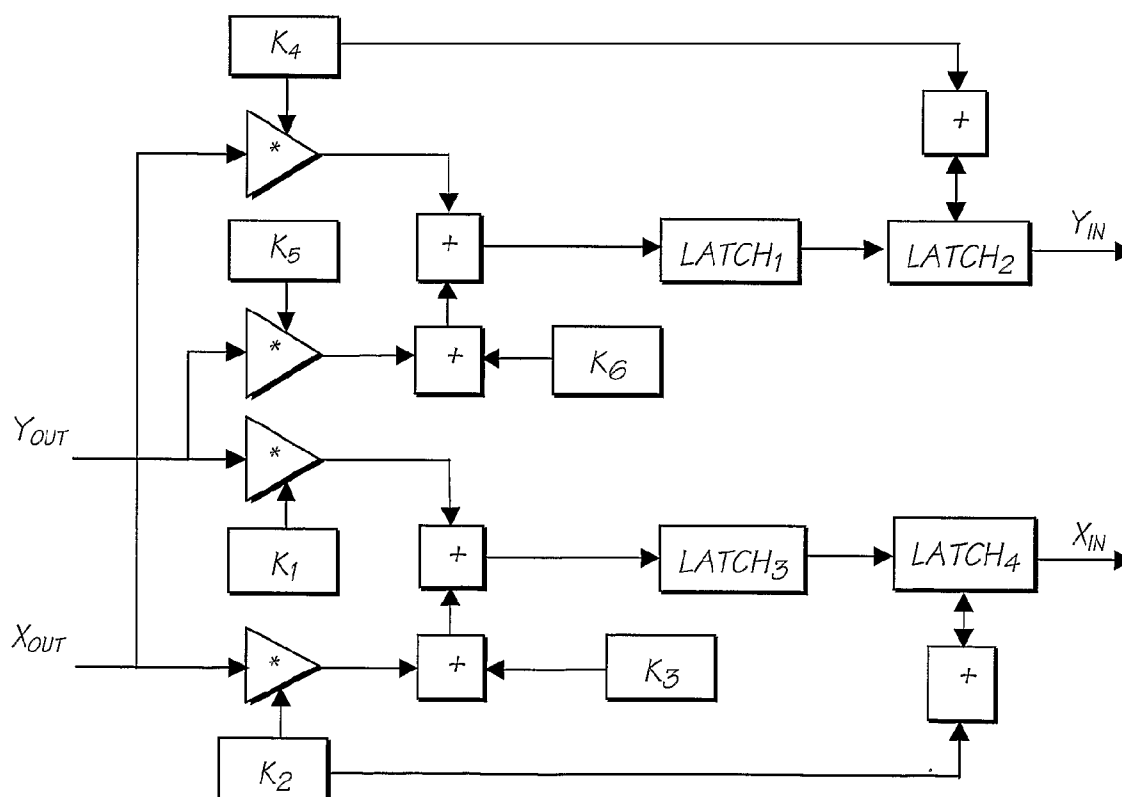 K4
*
+
K5
+
LATCH1
LATCH2
YIN
*
+
K6
YOUT
*
K1
+
LATCH3
LATCH4
XIN
XOUT
*
+
K3
+
K2